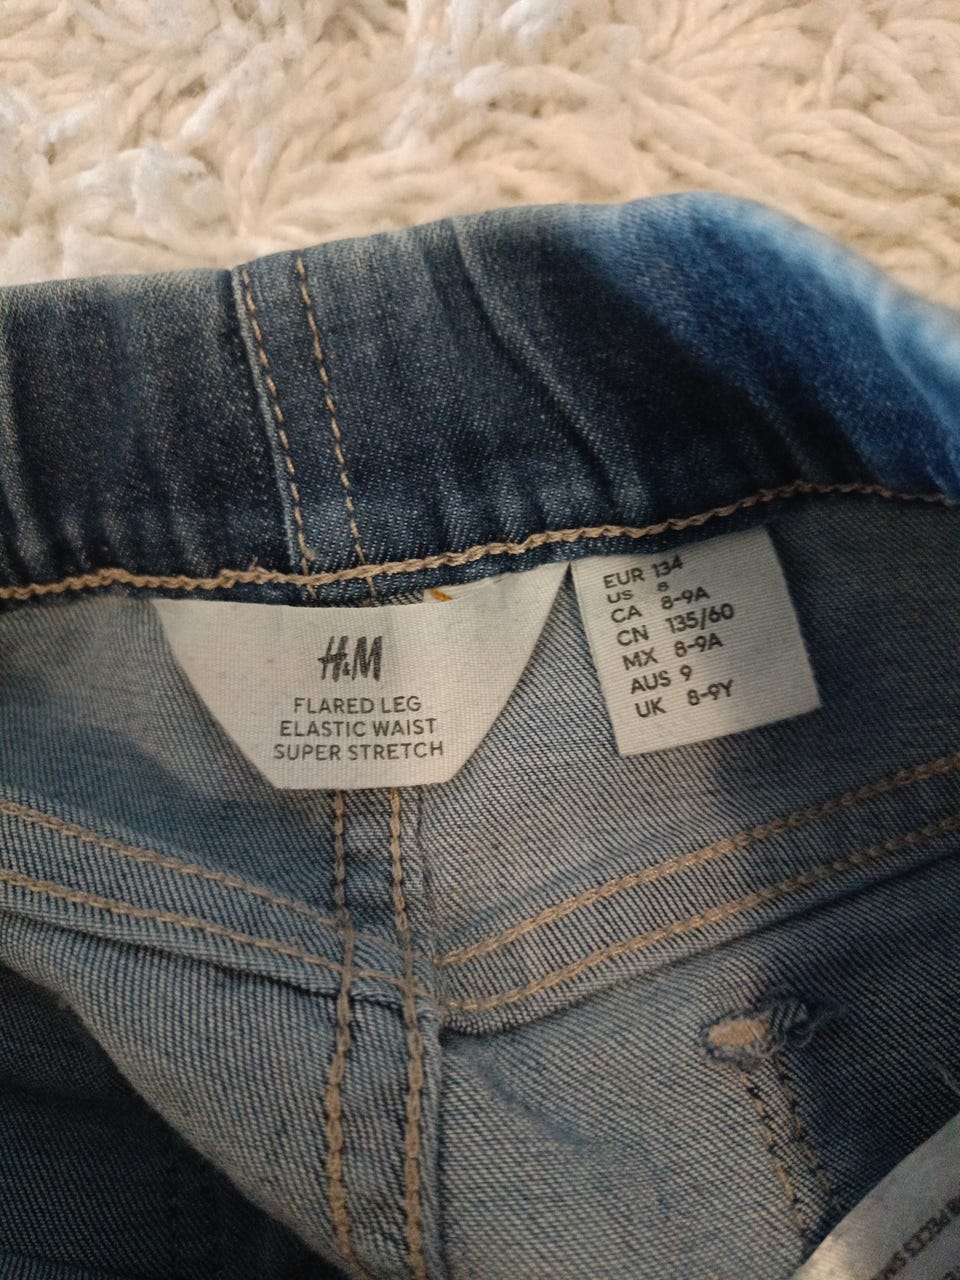 H&M
FLARED LEG
ELASTIC WAIST
SUPER STRETCH
EUR 134
US 8
CA 8-9A
CN 135/60
MX 8-9A
AUS 9
UK 8-9Y
PIECES